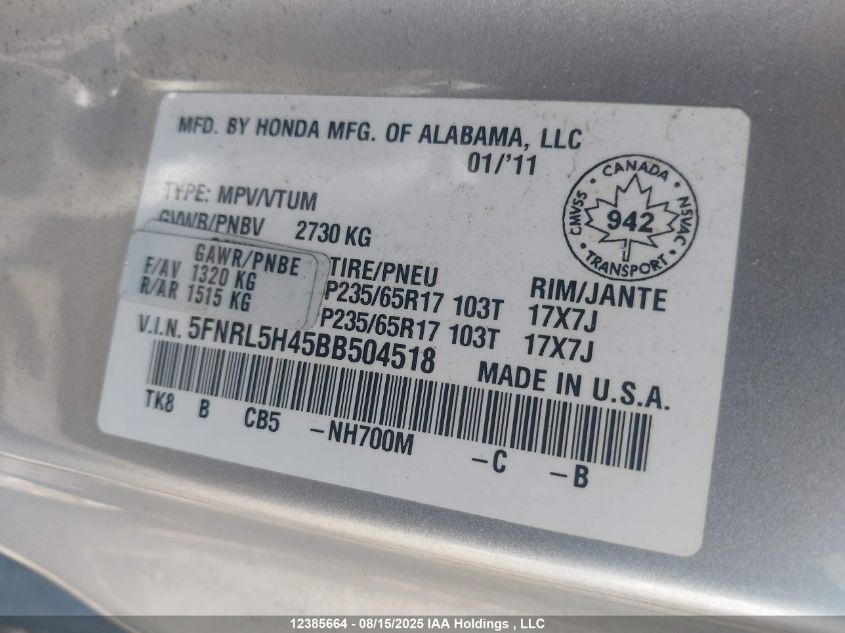 MFD. BY HONDA MFG. OF ALABAMA, LLC
01/'11
TYPE: MPV/VTUM
GVWR/PNBV 2730 KG
GAWR/PNBE TIRE/PNEU RIM/JANTE
F/AV 1320 KG P235/65R17 103T 17X7J
R/AR 1515 KG P235/65R17 103T 17X7J
V.I.N. 5FNRL5H45BB504518 MADE IN U.S.A.
TK8 B CB5 -NH700M -C -B
CANADA
CMVSS 942 NSVAC
TRANSPORT
12385664 - 08/15/2025 IAA Holdings , LLC